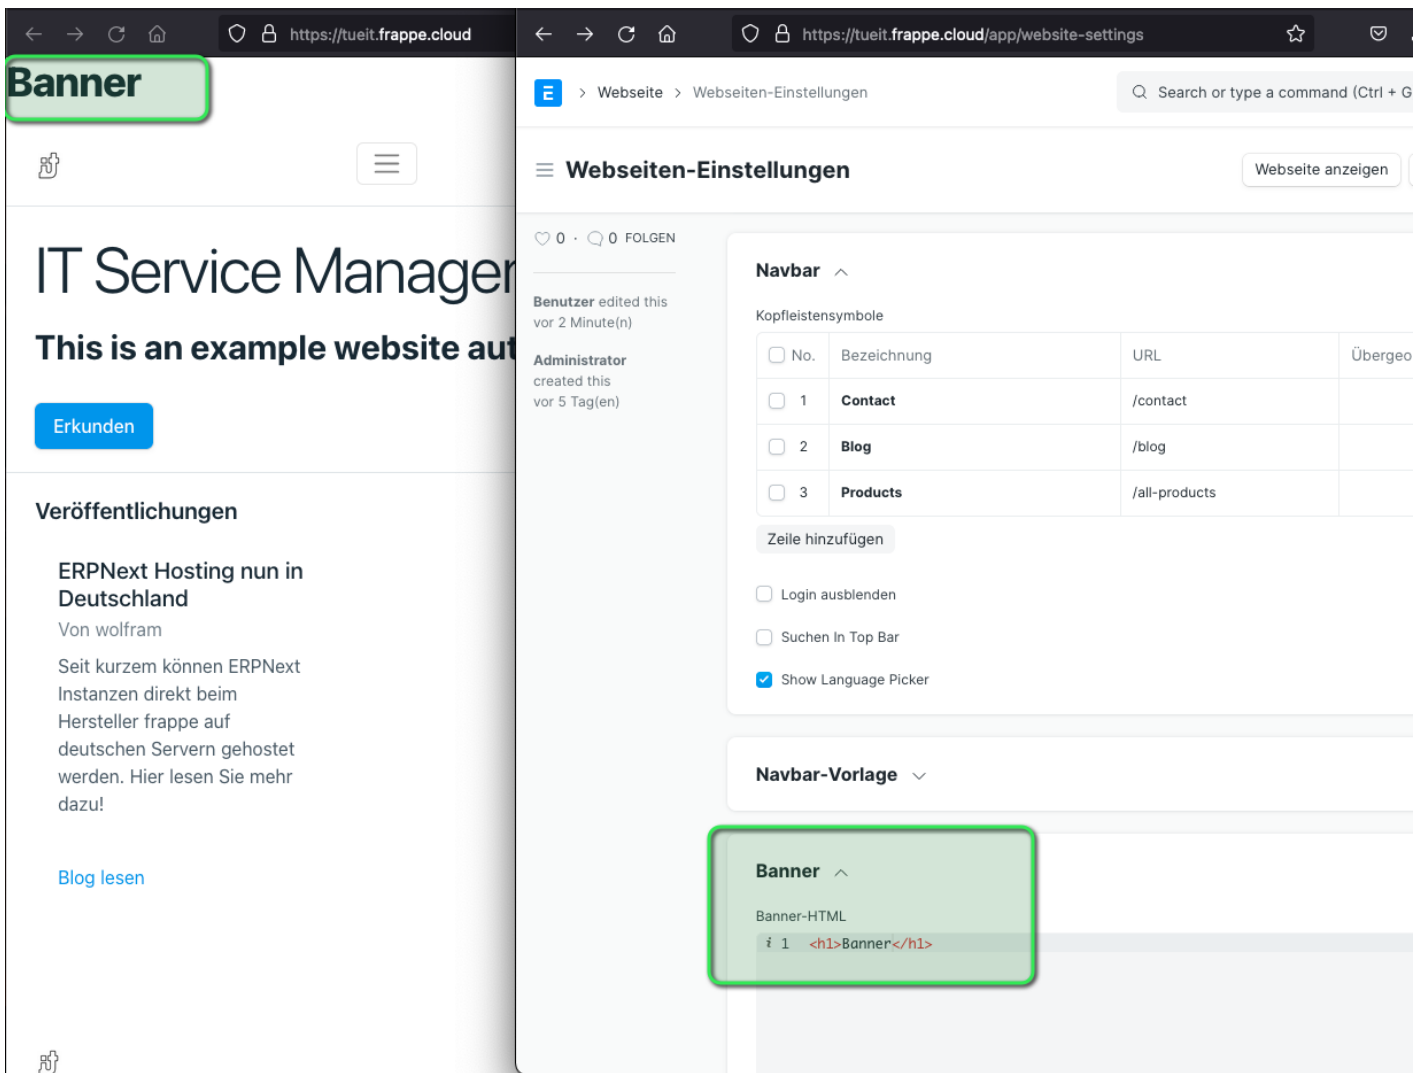 https://tueit.frappe.cloud
Banner
IT Service Manager
This is an example website aut
Erkunden
Veröffentlichungen
ERPNext Hosting nun in
Deutschland
Von wolfram
Seit kurzem können ERPNext
Instanzen direkt beim
Hersteller frappe auf
deutschen Servern gehostet
werden. Hier lesen Sie mehr
dazu!
Blog lesen
https://tueit.frappe.cloud/app/website-settings
E > Webseite > Webseiten-Einstellungen
Search or type a command (Ctrl + G
Webseiten-Einstellungen
Webseite anzeigen
0 · 0 FOLGEN
Benutzer edited this
vor 2 Minute(n)
Administrator
created this
vor 5 Tag(en)
Navbar
Kopfleistensymbole
No. Bezeichnung URL Übergeo
1 Contact /contact
2 Blog /blog
3 Products /all-products
Zeile hinzufügen
Login ausblenden
Suchen In Top Bar
Show Language Picker
Navbar-Vorlage
Banner
Banner-HTML
i 1 <h1>Banner</h1>